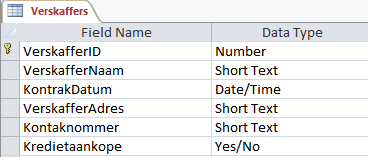 Verskaffers
Field Name Data Type
VerskafferID Number
VerskafferNaam Short Text
KontrakDatum Date/Time
VerskafferAdres Short Text
Kontaknommer Short Text
Kredietaankope Yes/No